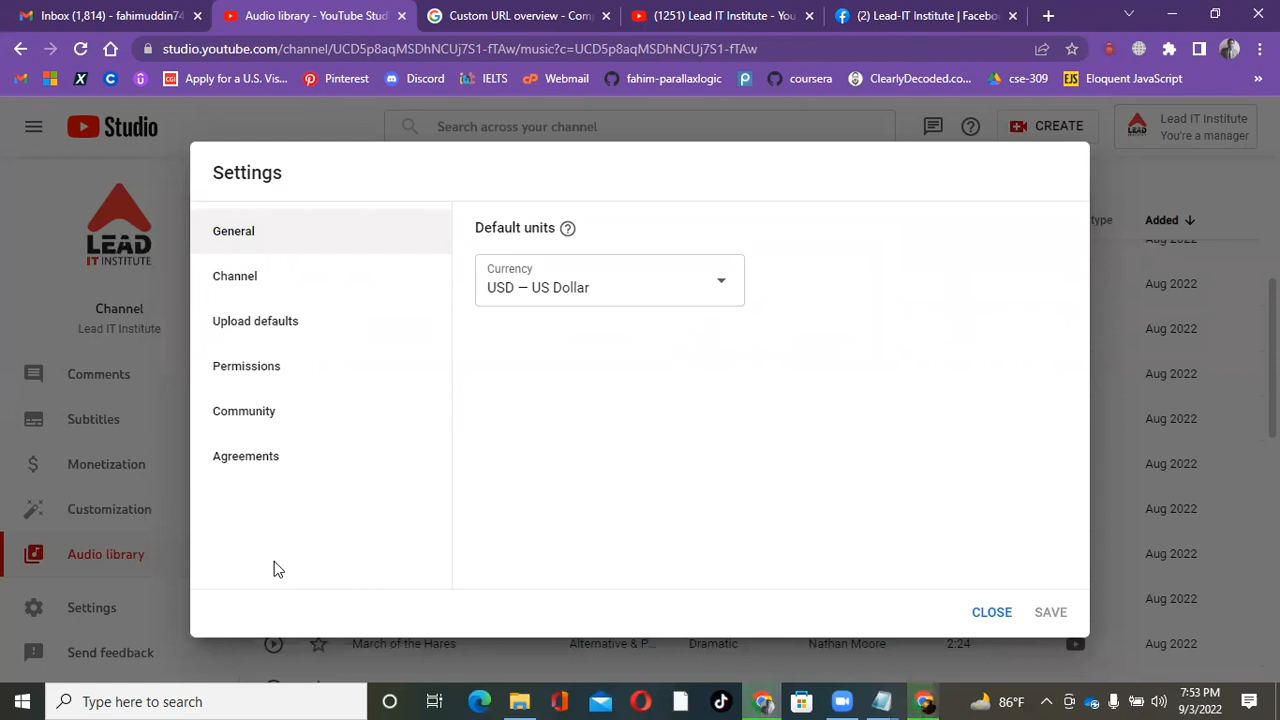 Inbox (1,814) - fahimuddin74
Audio library - YouTube Stud
Custom URL overview - Comp
(1251) Lead IT Institute - You
(2) Lead-IT Institute | Facebo
studio.youtube.com/channel/UCD5p8aqMSDhNCUj7S1-fTAw/music?c=UCD5p8aqMSDhNCUj7S1-fTAw
Apply for a U.S. Vis...
Pinterest
Discord
IELTS
Webmail
fahim-parallaxlogic
coursera
ClearlyDecoded.co...
cse-309
EJS
Eloquent JavaScript
Studio
Search across your channel
CREATE
Lead IT Institute
You're a manager
LEAD
IT INSTITUTE
Channel
Lead IT Institute
Comments
Subtitles
Monetization
Customization
Audio library
Settings
Send feedback
Settings
General
Channel
Upload defaults
Permissions
Community
Agreements
Default units
Currency
USD — US Dollar
CLOSE
SAVE
type
Added
Aug 2022
Aug 2022
Aug 2022
Aug 2022
Aug 2022
Aug 2022
Aug 2022
Aug 2022
Aug 2022
Aug 2022
March of the Hares
Alternative & P...
Dramatic
Nathan Moore
2:24
Type here to search
86°F
7:53 PM
9/3/2022